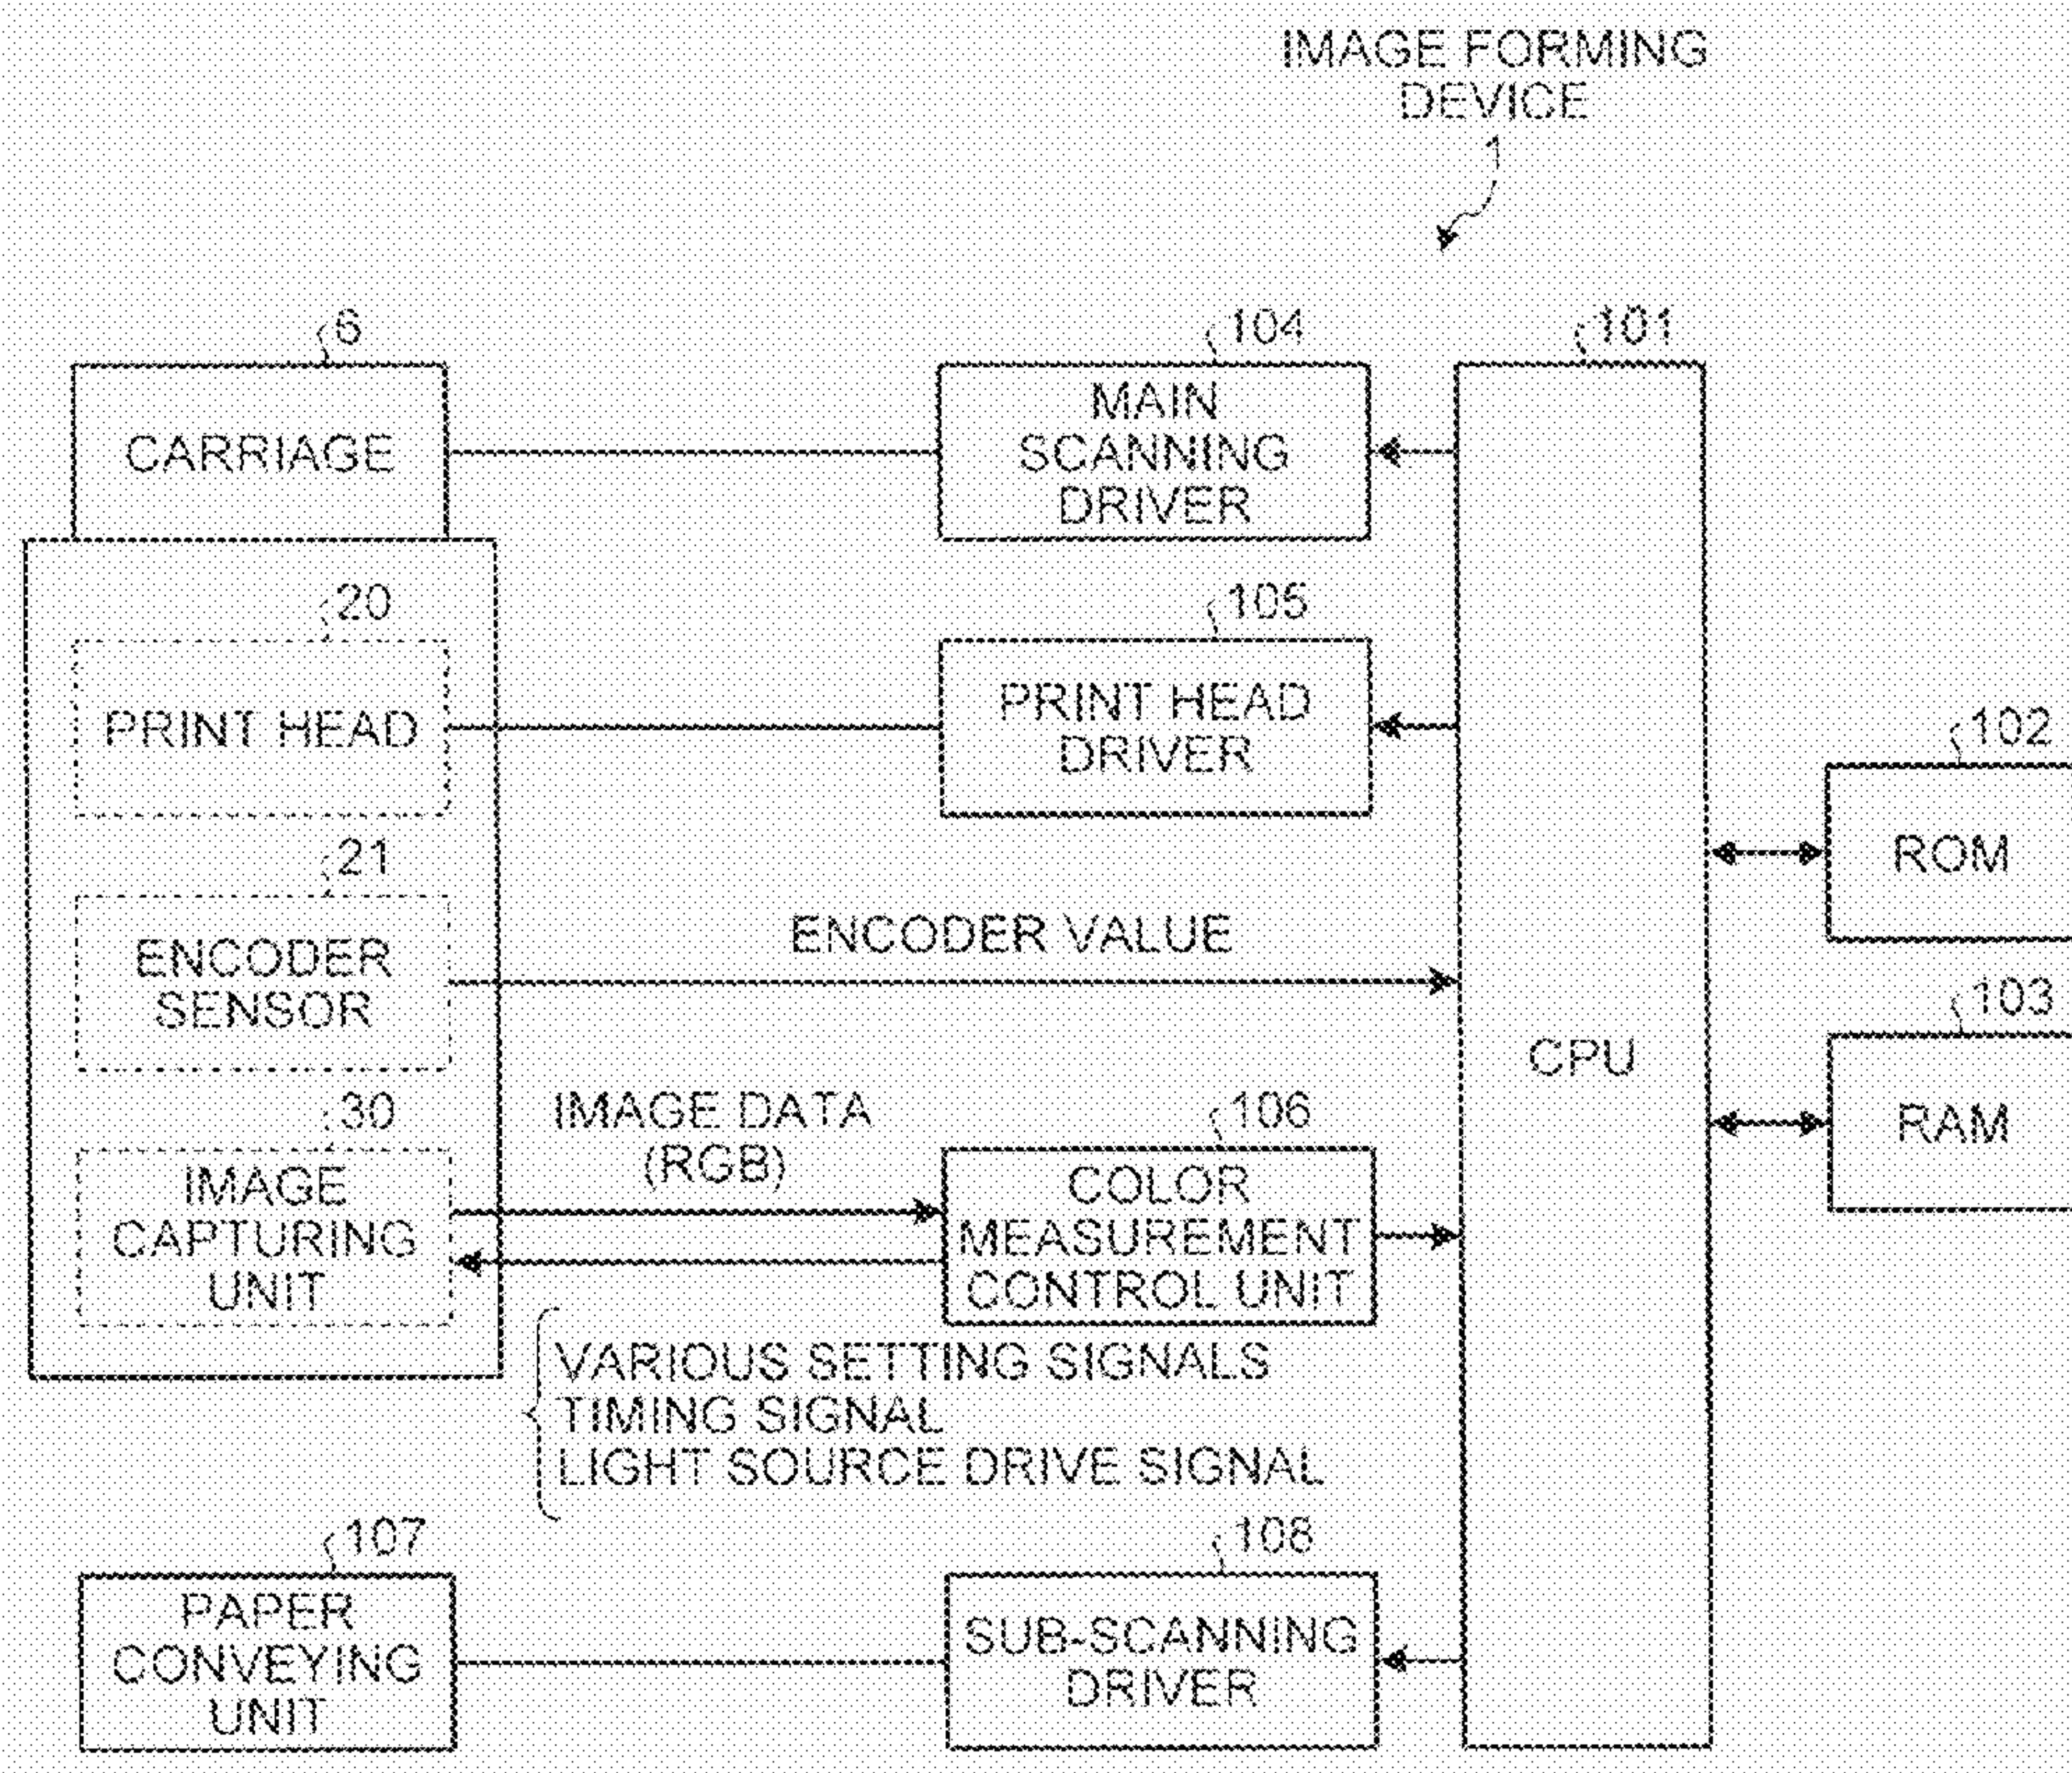 IMAGE FORMING
DEVICE
1
6
CARRIAGE
104
MAIN
SCANNING
DRIVER
101
20
PRINT HEAD
105
PRINT HEAD
DRIVER
102
ROM
21
ENCODER
SENSOR
ENCODER VALUE
103
RAM
CPU
30
IMAGE
CAPTURING
UNIT
IMAGE DATA
(RGB)
106
COLOR
MEASUREMENT
CONTROL UNIT
VARIOUS SETTING SIGNALS
TIMING SIGNAL
LIGHT SOURCE DRIVE SIGNAL
107
PAPER
CONVEYING
UNIT
108
SUB-SCANNING
DRIVER